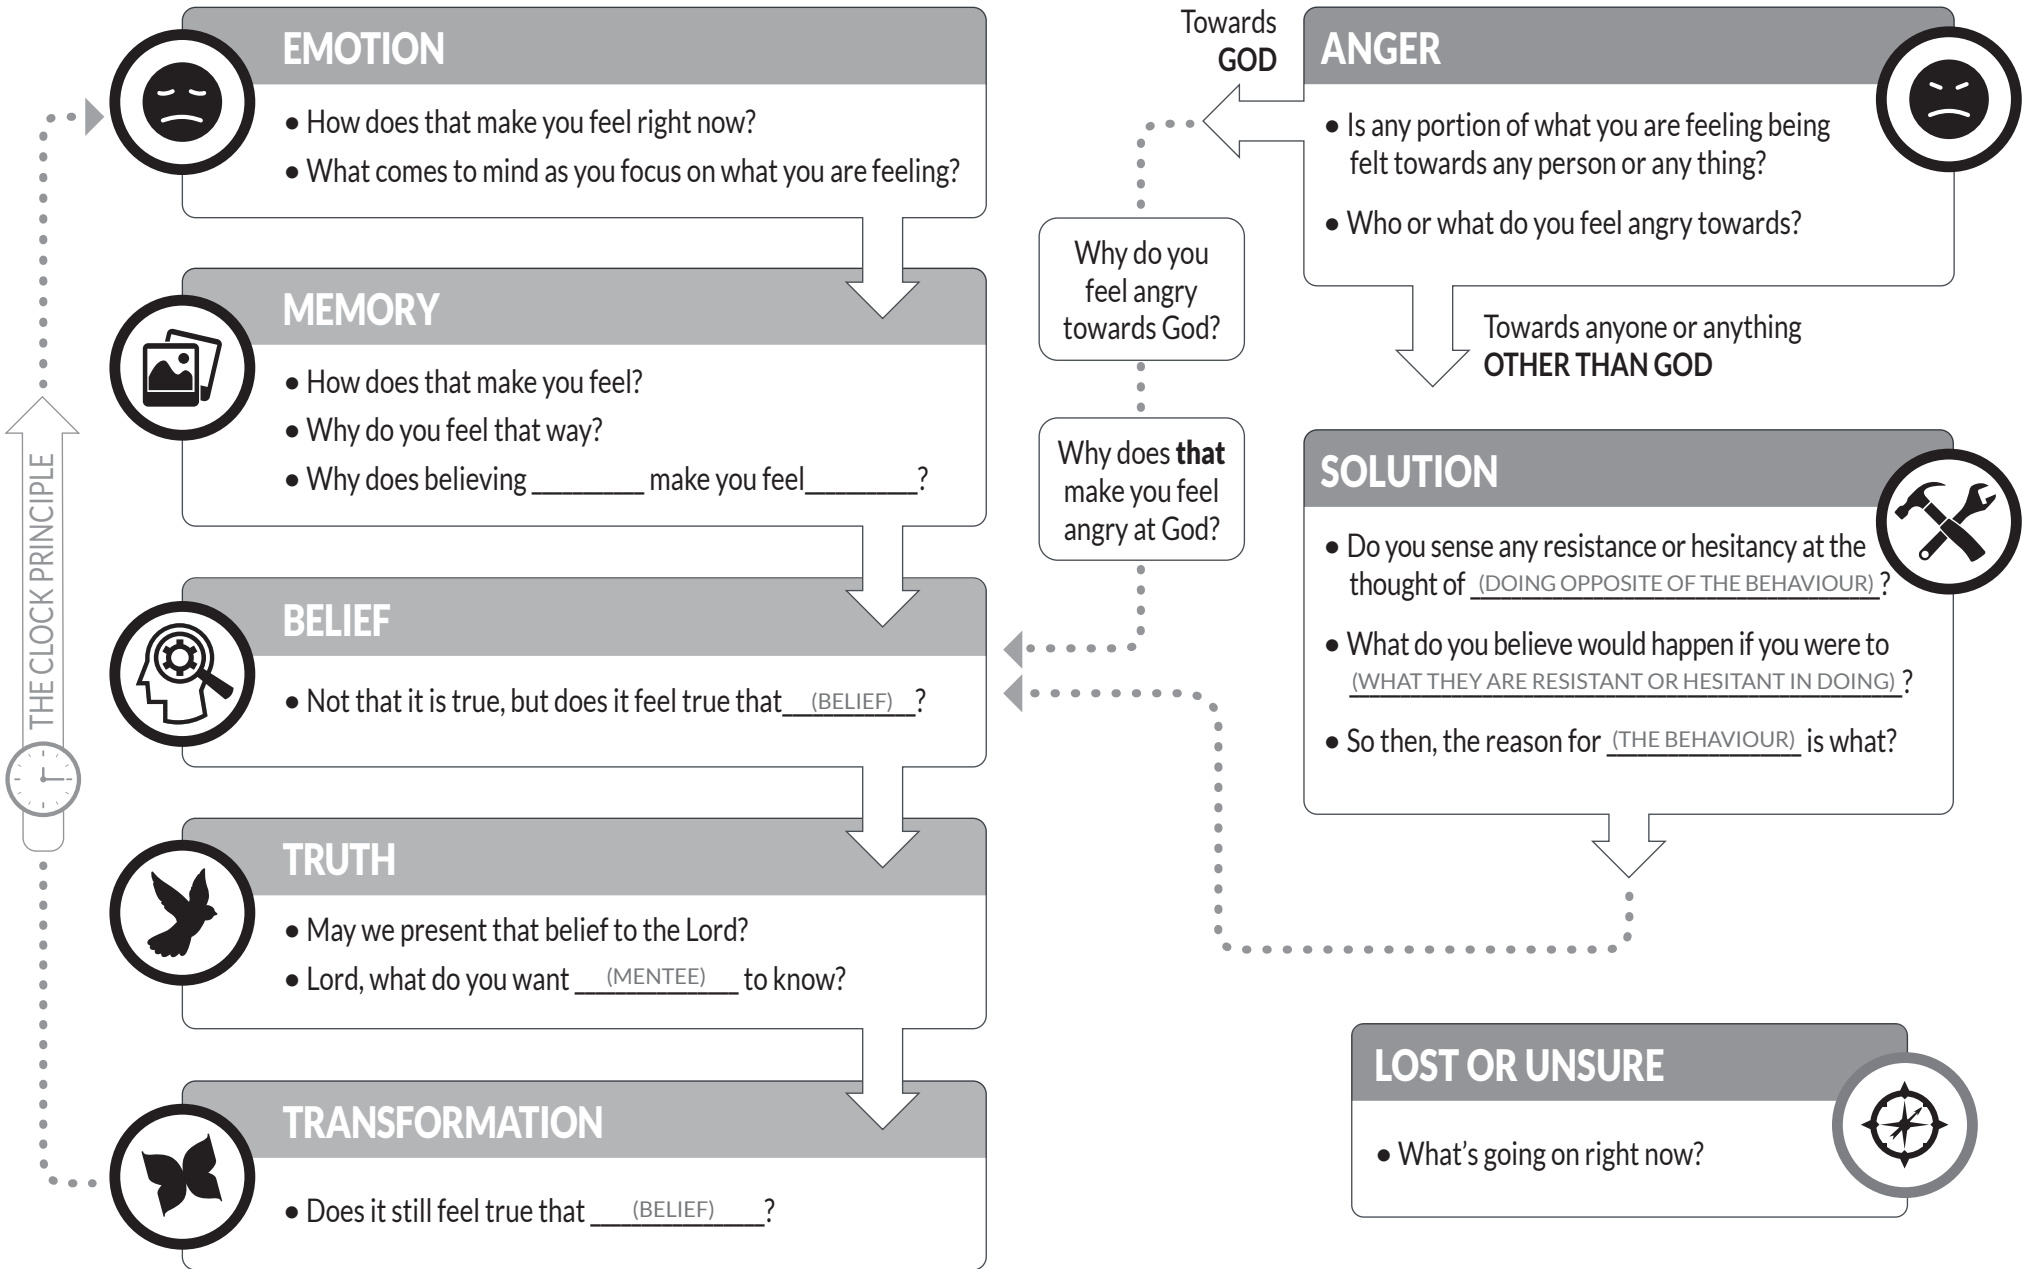 EMOTION
• How does that make you feel right now?
• What comes to mind as you focus on what you are feeling?
MEMORY
• How does that make you feel?
• Why do you feel that way?
• Why does believing __________ make you feel__________?
BELIEF
• Not that it is true, but does it feel true that (BELIEF) ?
TRUTH
• May we present that belief to the Lord?
• Lord, what do you want (MENTEE) to know?
TRANSFORMATION
• Does it still feel true that (BELIEF) ?
THE CLOCK PRINCIPLE
Towards
GOD
Why do you
feel angry
towards God?
Why does that
make you feel
angry at God?
ANGER
• Is any portion of what you are feeling being
felt towards any person or any thing?
• Who or what do you feel angry towards?
Towards anyone or anything
OTHER THAN GOD
SOLUTION
• Do you sense any resistance or hesitancy at the
thought of (DOING OPPOSITE OF THE BEHAVIOUR) ?
• What do you believe would happen if you were to
(WHAT THEY ARE RESISTANT OR HESITANT IN DOING) ?
• So then, the reason for (THE BEHAVIOUR) is what?
LOST OR UNSURE
• What's going on right now?